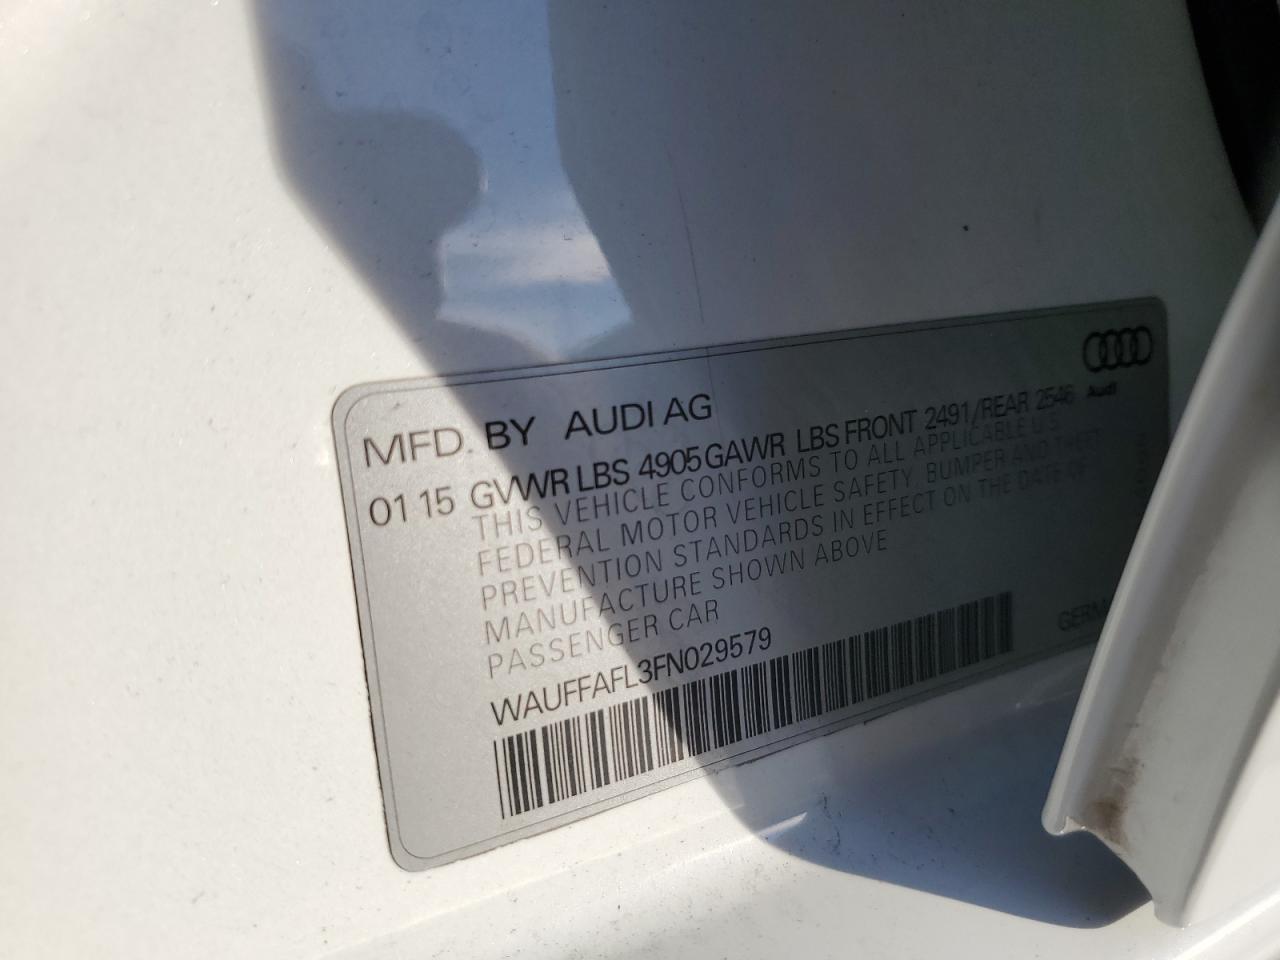 MFD. BY AUDI AG
Audi
01 15 GVWR LBS 4905 GAWR LBS FRONT 2491/REAR 2546
THIS VEHICLE CONFORMS TO ALL APPLICABLE U.S
FEDERAL MOTOR VEHICLE SAFETY BUMPER AND THEFT
PREVENTION STANDARDS IN EFFECT ON THE DATE OF
MANUFACTURE SHOWN ABOVE
PASSENGER CAR
WAUFFAFL3FN029579